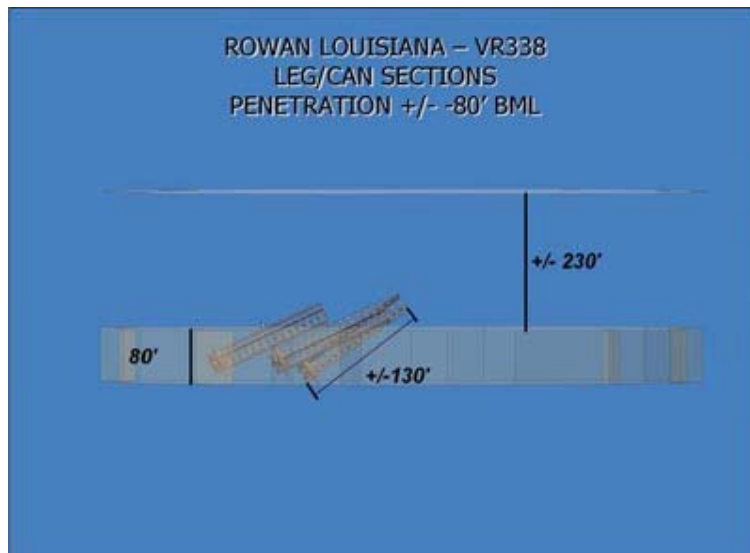 ROWAN LOUISIANA – VR338
LEG/CAN SECTIONS
PENETRATION +/- -80' BML
+/- 230'
80'
+/-130'